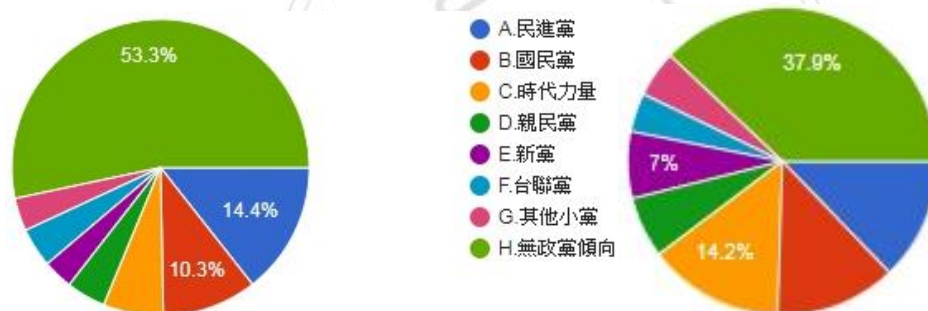 53.3%
14.4%
10.3%
A.民進黨
B.國民黨
C.時代力量
D.親民黨
E.新黨
F.台聯黨
G.其他小黨
H.無政黨傾向
37.9%
7%
14.2%